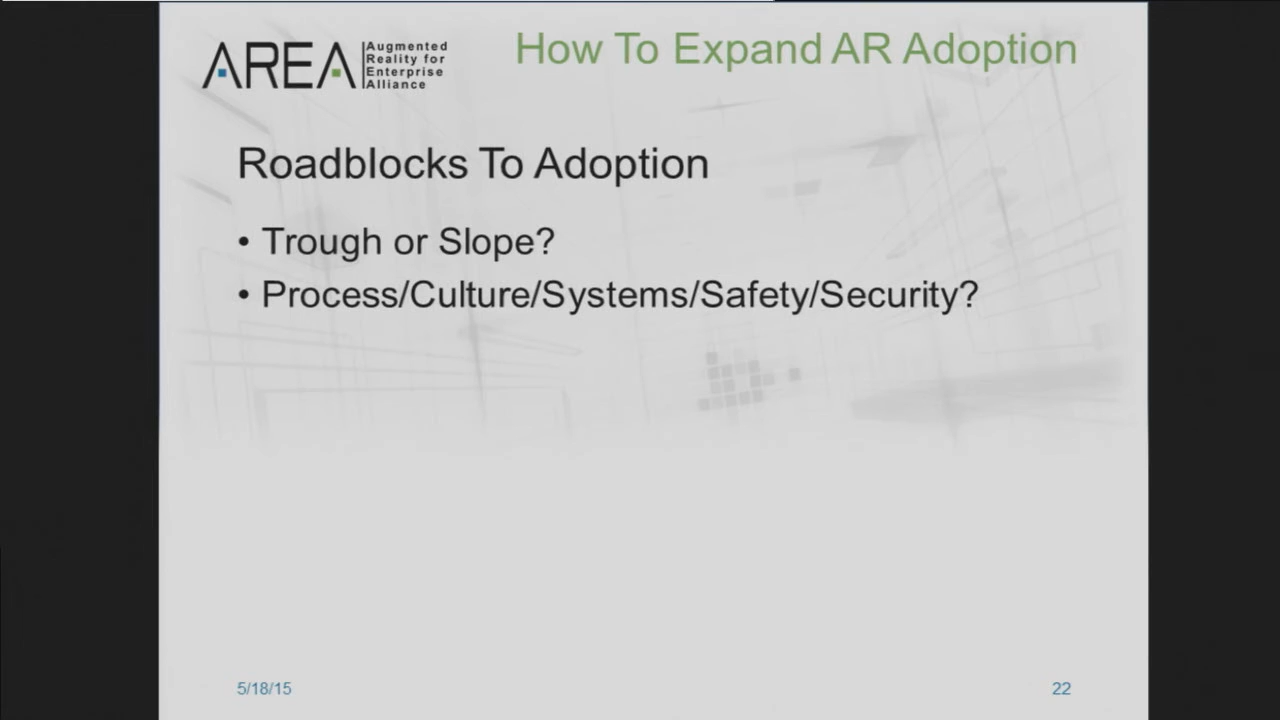 AREA
Augmented
Reality for
Enterprise
Alliance
How To Expand AR Adoption
Roadblocks To Adoption
• Trough or Slope?
• Process/Culture/Systems/Safety/Security?
5/18/15
22